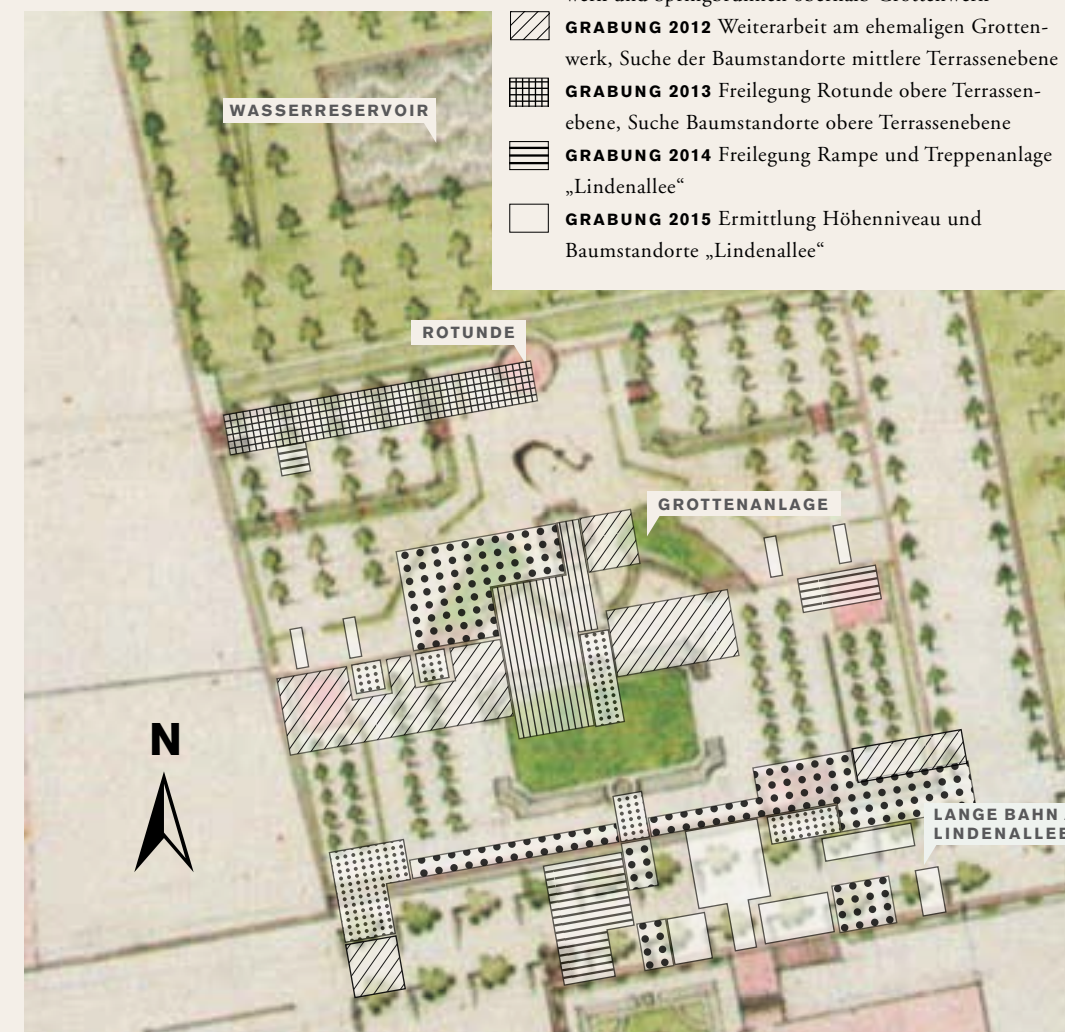 werk und Springbrunnen oberhalb Grottenwerk
GRABUNG 2012 Weiterarbeit am ehemaligen Grotten-
werk, Suche der Baumstandorte mittlere Terrassenebene
GRABUNG 2013 Freilegung Rotunde obere Terrassen-
ebene, Suche Baumstandorte obere Terrassenebene
GRABUNG 2014 Freilegung Rampe und Treppenanlage
„Lindenallee“
GRABUNG 2015 Ermittlung Höhenniveau und
Baumstandorte „Lindenallee“
WASSERRESERVOIR
ROTUNDE
GROTTENANLAGE
N
LANGE BAHN
LINDENALLEE